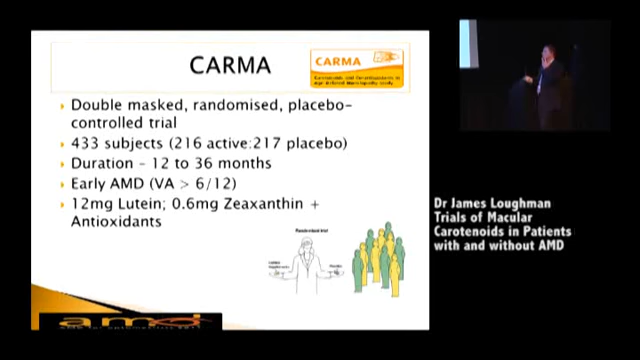 CARMA
CARMA
Double masked, randomised, placebo-
controlled trial
433 subjects (216 active:217 placebo)
Duration – 12 to 36 months
Early AMD (VA > 6/12)
12mg Lutein; 0.6mg Zeaxanthin +
Antioxidants
amd
Dr James Loughman
Trials of Macular
Carotenoids in Patients
with and without AMD